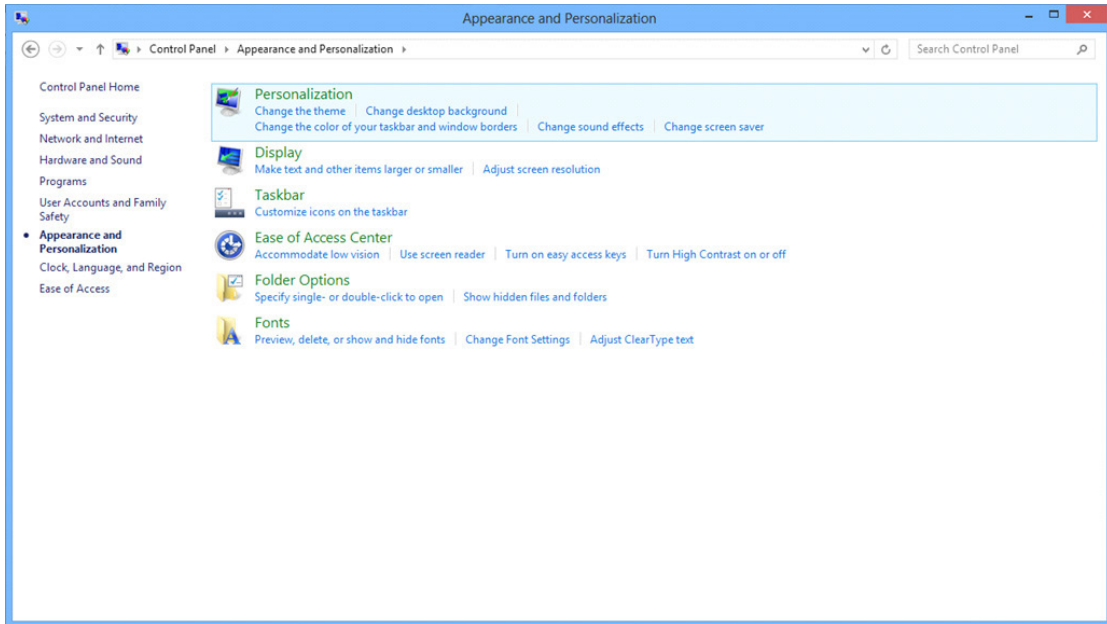 Appearance and Personalization
Control Panel Appearance and Personalization
Search Control Panel
Control Panel Home
System and Security
Network and Internet
Hardware and Sound
Programs
User Accounts and Family
Safety
Appearance and
Personalization
Clock, Language, and Region
Ease of Access
Personalization
Change the theme Change desktop background
Change the color of your taskbar and window borders Change sound effects Change screen saver
Display
Make text and other items larger or smaller Adjust screen resolution
Taskbar
Customize icons on the taskbar
Ease of Access Center
Accommodate low vision Use screen reader Turn on easy access keys Turn High Contrast on or off
Folder Options
Specify single- or double-click to open Show hidden files and folders
Fonts
Preview, delete, or show and hide fonts Change Font Settings Adjust ClearType text